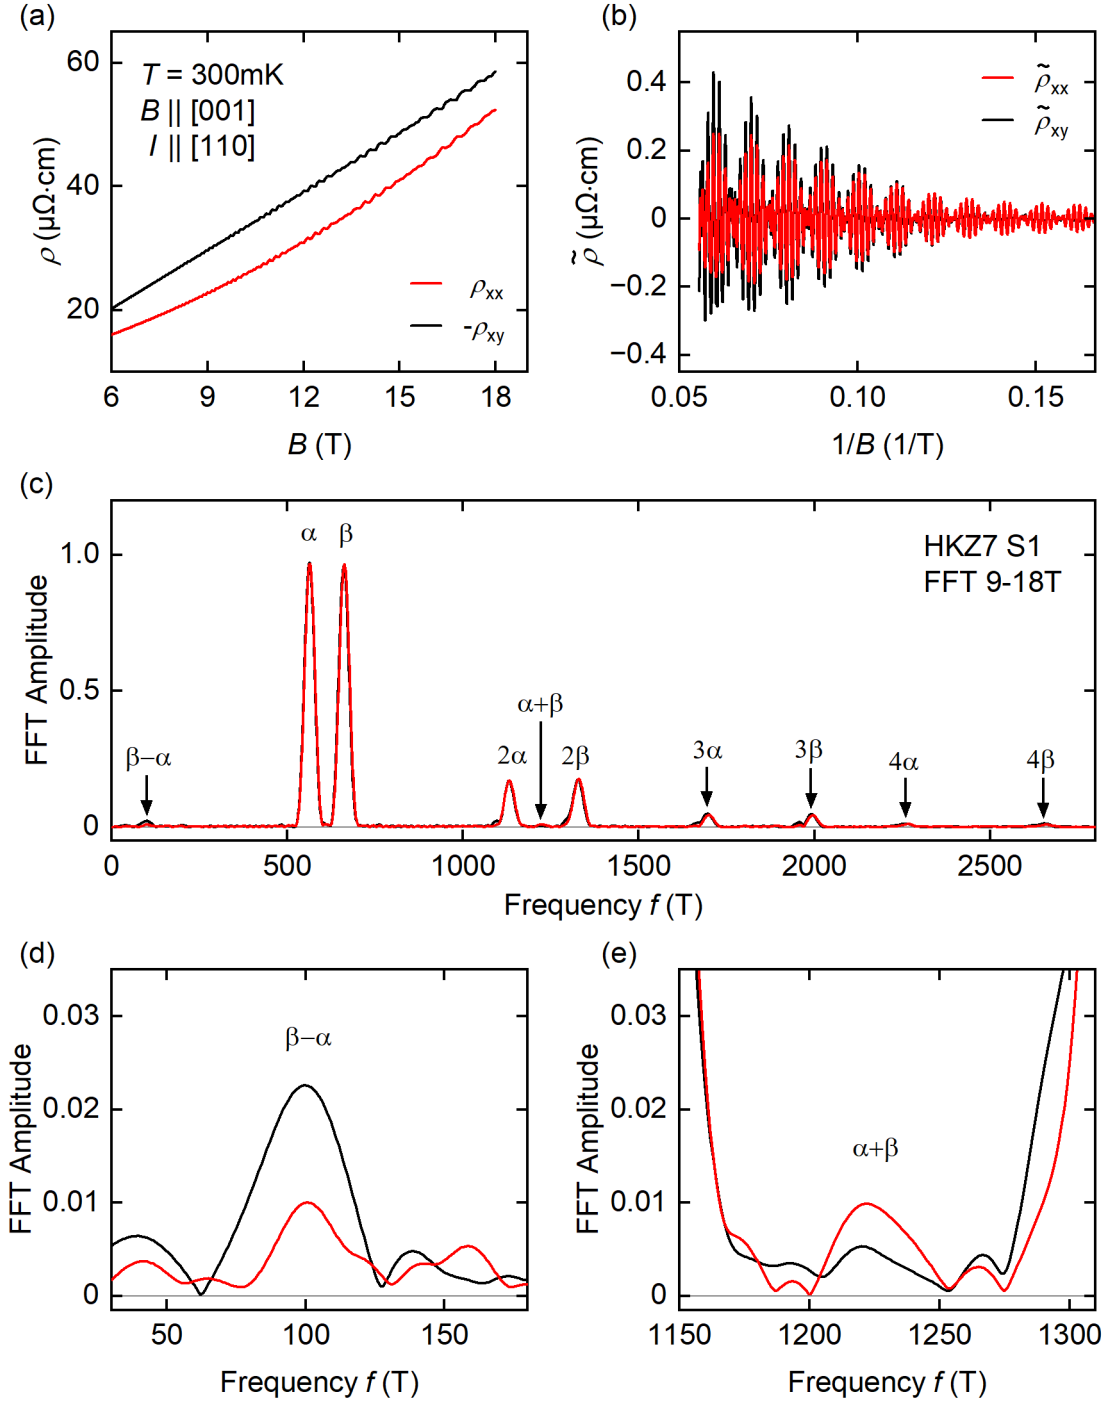 (a)
60
40
20
ρ (μΩ·cm)
T = 300mK
B || [001]
I || [110]
ρxx
-ρxy
6
9
12
15
18
B (T)
(b)
0.4
0.2
0
−0.2
−0.4
ρ̃ (μΩ·cm)
ρ̃xx
ρ̃xy
0.05
0.10
0.15
1/B (1/T)
(c)
1.0
0.5
0
FFT Amplitude
β−α
α
β
2α
α+β
2β
3α
3β
4α
4β
HKZ7 S1
FFT 9-18T
0
500
1000
1500
2000
2500
Frequency f (T)
(d)
0.03
0.02
0.01
0
FFT Amplitude
β−α
50
100
150
Frequency f (T)
(e)
0.03
0.02
0.01
0
FFT Amplitude
α+β
1150
1200
1250
1300
Frequency f (T)